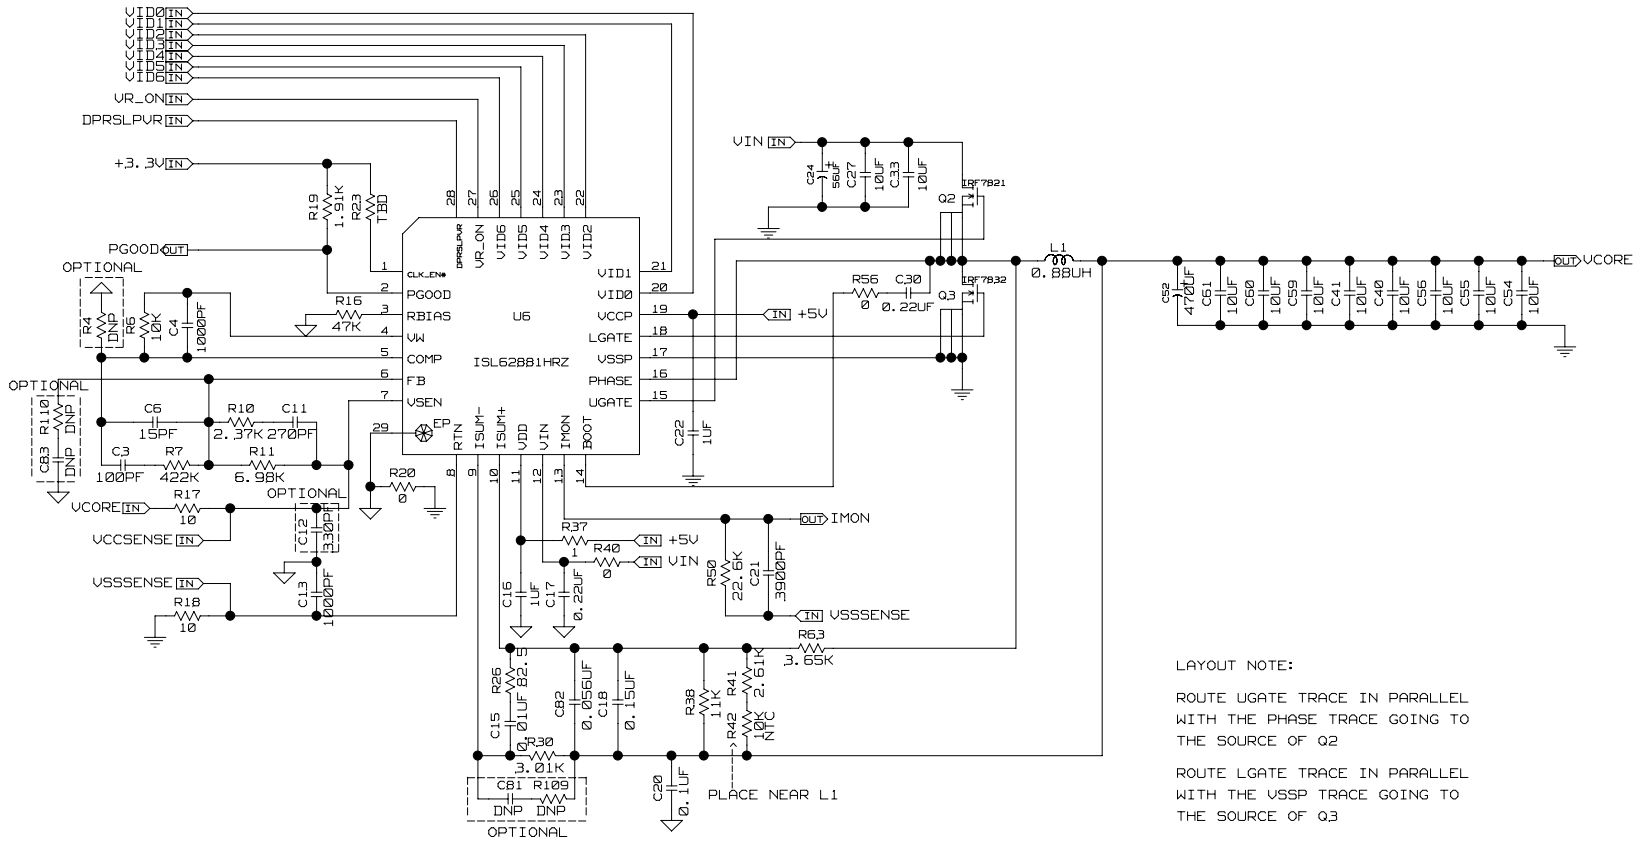 VID0 IN
VID1 IN
VID2 IN
VID3 IN
VID4 IN
VID5 IN
VID6 IN
VR_ON IN
DPRSLPVR IN
+3.3V IN
R19
1.91K
R23
TBD
PGOOD OUT
OPTIONAL
R4
DNP
R6
10K
C4
1000PF
R16
47K
28
27
26
25
24
23
22
DPRSLPVR
VR_ON
VID6
VID5
VID4
VID3
VID2
1
CLK_EN#
2
PGOOD
3
RBIAS
4
VW
5
COMP
6
FB
7
VSEN
29
EP
U6
ISL62881HRZ
VID1
21
VID0
20
VCCP
19
LGATE
18
VSSP
17
PHASE
16
UGATE
15
RTN
ISUM-
ISUM+
VDD
VIN
IMON
BOOT
8
9
10
11
12
13
14
VIN IN
C24
56UF
+
C27
10UF
C33
10UF
IRF7821
Q2
IRF7832
Q3
R56
0
C30
0.22UF
IN +5V
C22
1UF
L1
0.88UH
OUT VCORE
C52
470UF
C61
10UF
C60
10UF
C59
10UF
C41
10UF
C40
10UF
C56
10UF
C55
10UF
C54
10UF
OPTIONAL
R110
DNP
C83
DNP
C6
15PF
R10
2.37K
C11
270PF
C3
100PF
R7
422K
R11
6.98K
R20
0
OPTIONAL
C12
330PF
VCORE IN
R17
10
VCCSENSE IN
VSSSENSE IN
R18
10
C13
1000PF
R37
1
IN +5V
R40
0
IN VIN
C16
1UF
C17
0.22UF
OUT IMON
R50
22.6K
C21
3900PF
IN VSSSENSE
R63
3.65K
R26
82.5
C15
0.01UF
C82
0.056UF
C18
0.15UF
R38
11K
R41
2.61K
R42
10K
NTC
R30
3.01K
C81
DNP
R109
DNP
OPTIONAL
C20
0.1UF
PLACE NEAR L1
LAYOUT NOTE:
ROUTE UGATE TRACE IN PARALLEL
WITH THE PHASE TRACE GOING TO
THE SOURCE OF Q2
ROUTE LGATE TRACE IN PARALLEL
WITH THE VSSP TRACE GOING TO
THE SOURCE OF Q3